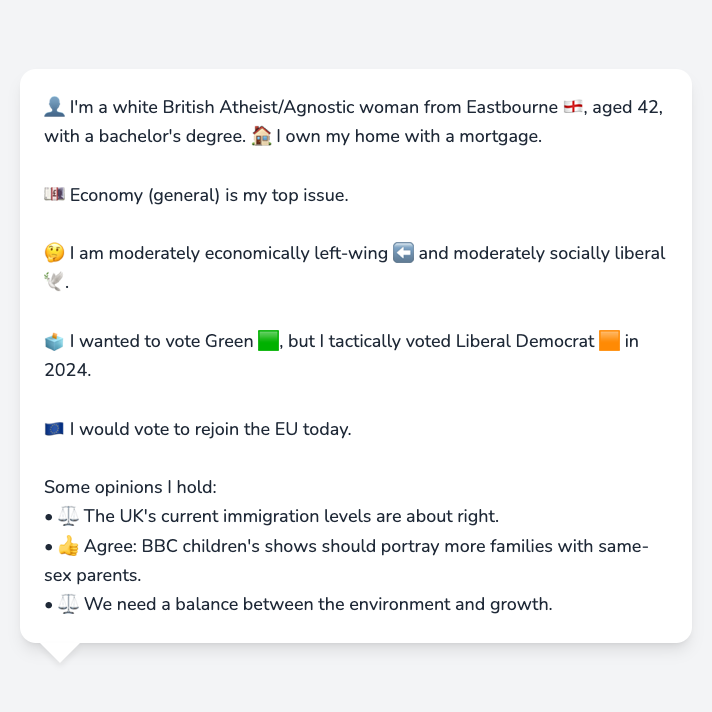 👤 I'm a white British Atheist/Agnostic woman from Eastbourne 🏴󠁧󠁢󠁥󠁮󠁧󠁿, aged 42,
with a bachelor's degree. 🏠 I own my home with a mortgage.
💷 Economy (general) is my top issue.
🤔 I am moderately economically left-wing ⬅️ and moderately socially liberal
🕊️.
🗳️ I wanted to vote Green 🟩, but I tactically voted Liberal Democrat 🟧 in
2024.
🇪🇺 I would vote to rejoin the EU today.
Some opinions I hold:
• ⚖️ The UK's current immigration levels are about right.
• 👍 Agree: BBC children's shows should portray more families with same-
sex parents.
• ⚖️ We need a balance between the environment and growth.